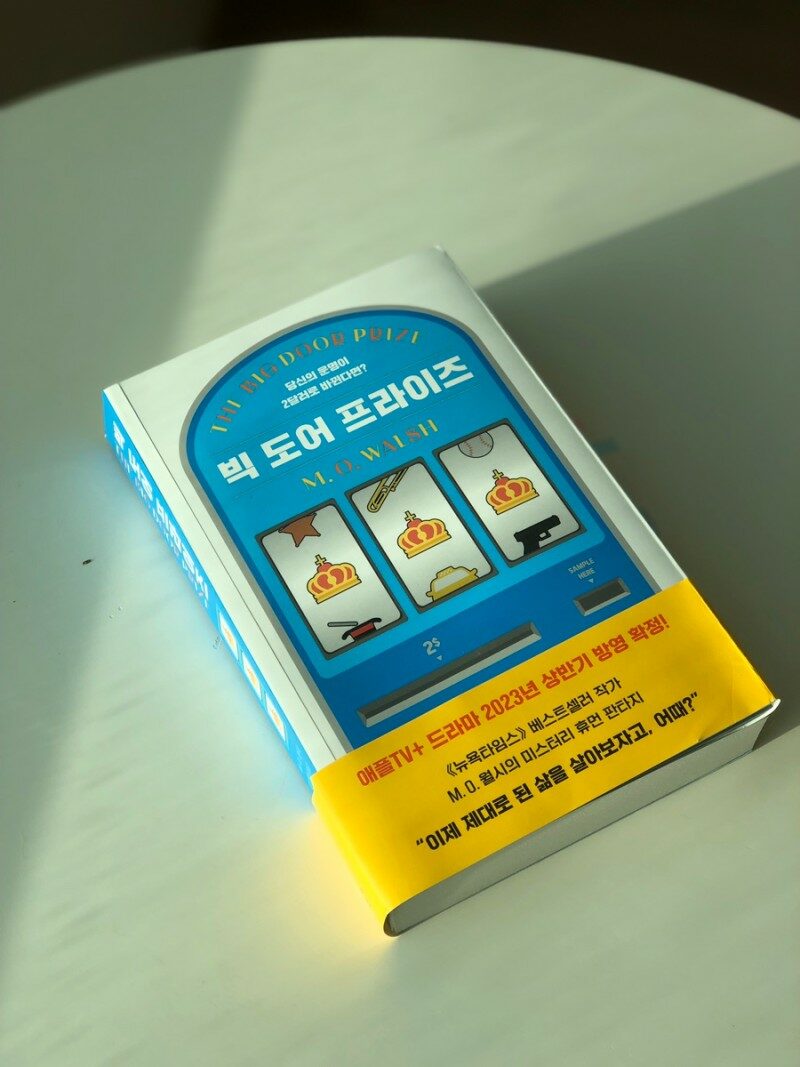 THE BIG DOOR PRIZE
당신의 운명이
2달러로 바뀐다면?
빅 도어 프라이즈
M. O. WALSH
SAMPLE
HERE
2$
애플TV+ 드라마 2023년 상반기 방영 확정!
《뉴욕타임스》 베스트셀러 작가
M. O. 월시의 미스터리 휴먼 판타지
“이제 제대로 된 삶을 살아보자고, 어때?”